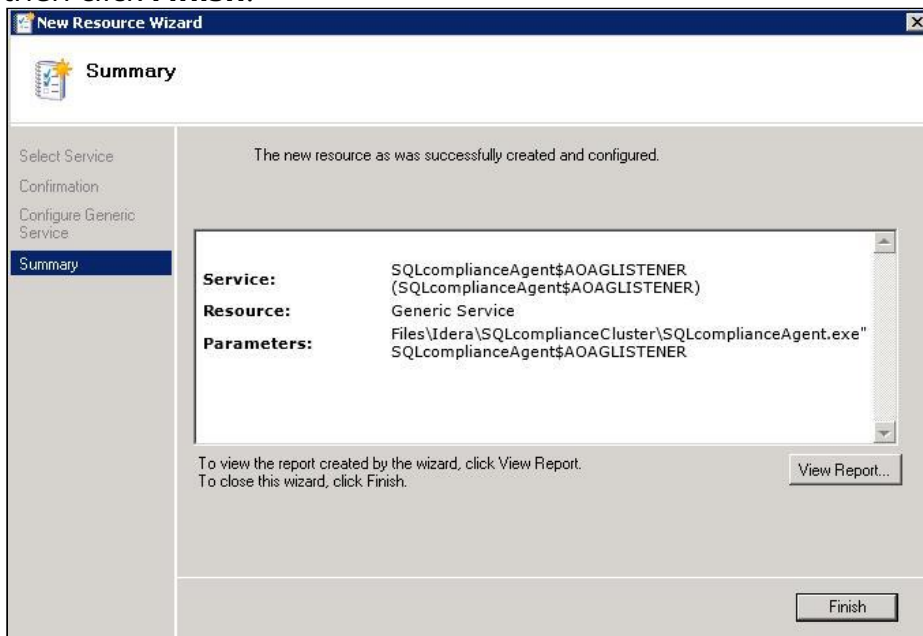 then click Finish.
New Resource Wizard
Summary
Select Service
Confirmation
Configure Generic
Service
Summary
The new resource as was successfully created and configured.
Service: SQLcomplianceAgent$AOAGLISTENER
(SQLcomplianceAgent$AOAGLISTENER)
Resource: Generic Service
Parameters: Files\Idera\SQLcomplianceCluster\SQLcomplianceAgent.exe"
SQLcomplianceAgent$AOAGLISTENER
To view the report created by the wizard, click View Report.
To close this wizard, click Finish.
View Report...
Finish